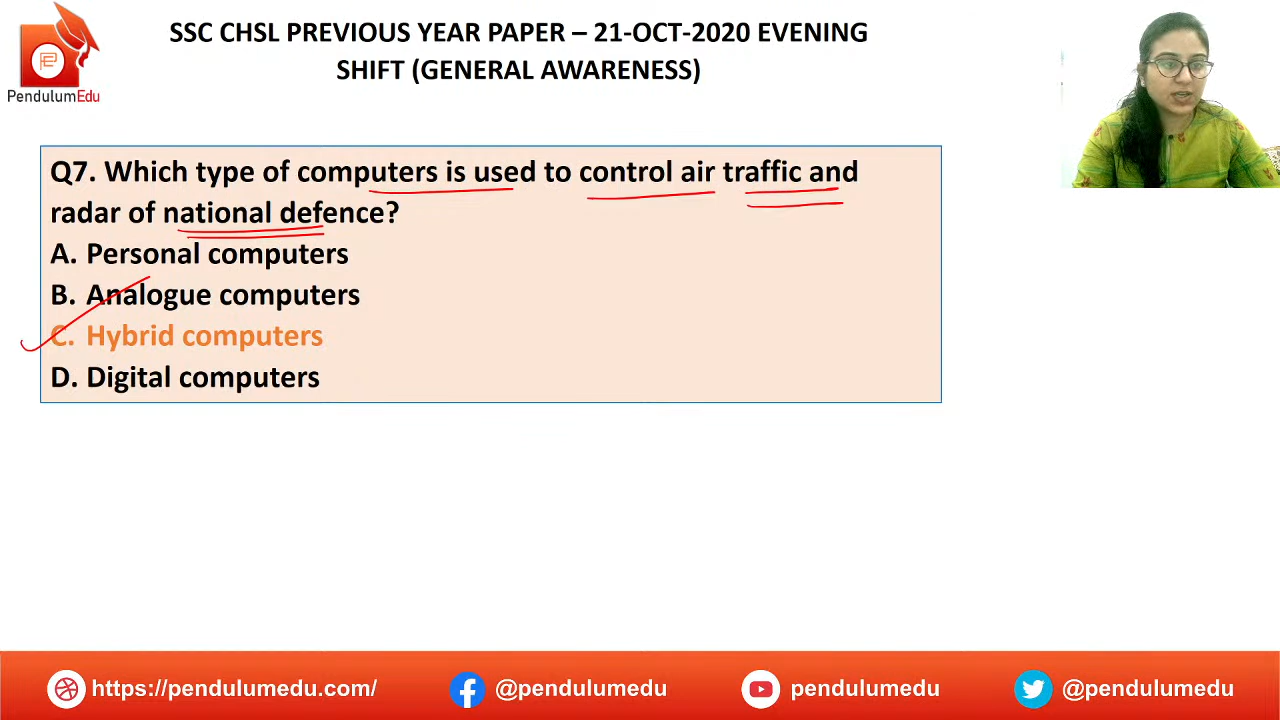 SSC CHSL PREVIOUS YEAR PAPER – 21-OCT-2020 EVENING
SHIFT (GENERAL AWARENESS)
PendulumEdu
Q7. Which type of computers is used to control air traffic and
radar of national defence?
A. Personal computers
B. Analogue computers
C. Hybrid computers
D. Digital computers
https://pendulumedu.com/
@pendulumedu
pendulumedu
@pendulumedu